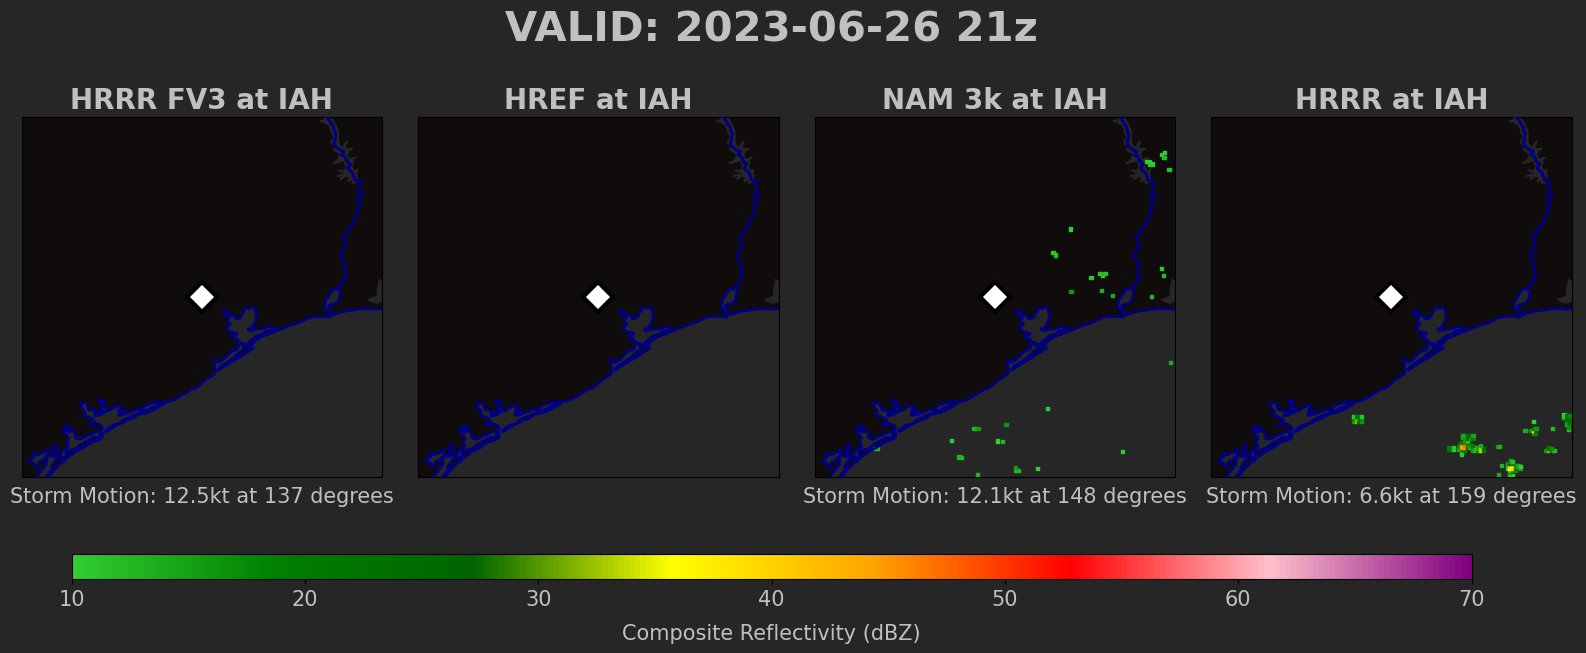 VALID: 2023-06-26 21z
HRRR FV3 at IAH
HREF at IAH
NAM 3k at IAH
HRRR at IAH
Storm Motion: 12.5kt at 137 degrees
Storm Motion: 12.1kt at 148 degrees
Storm Motion: 6.6kt at 159 degrees
10 20 30 40 50 60 70
Composite Reflectivity (dBZ)